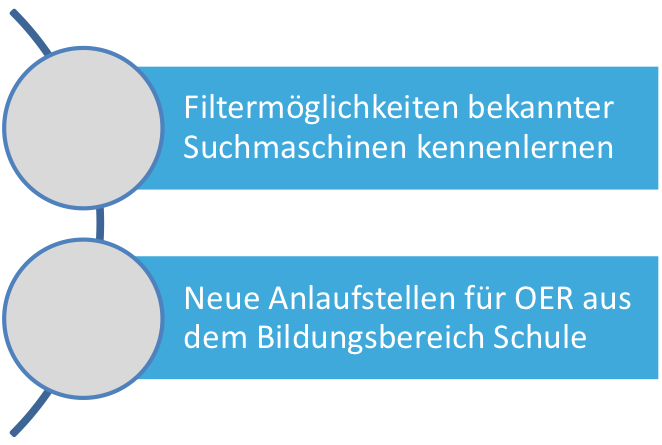 Filtermöglichkeiten bekannter
Suchmaschinen kennenlernen
Neue Anlaufstellen für OER aus
dem Bildungsbereich Schule